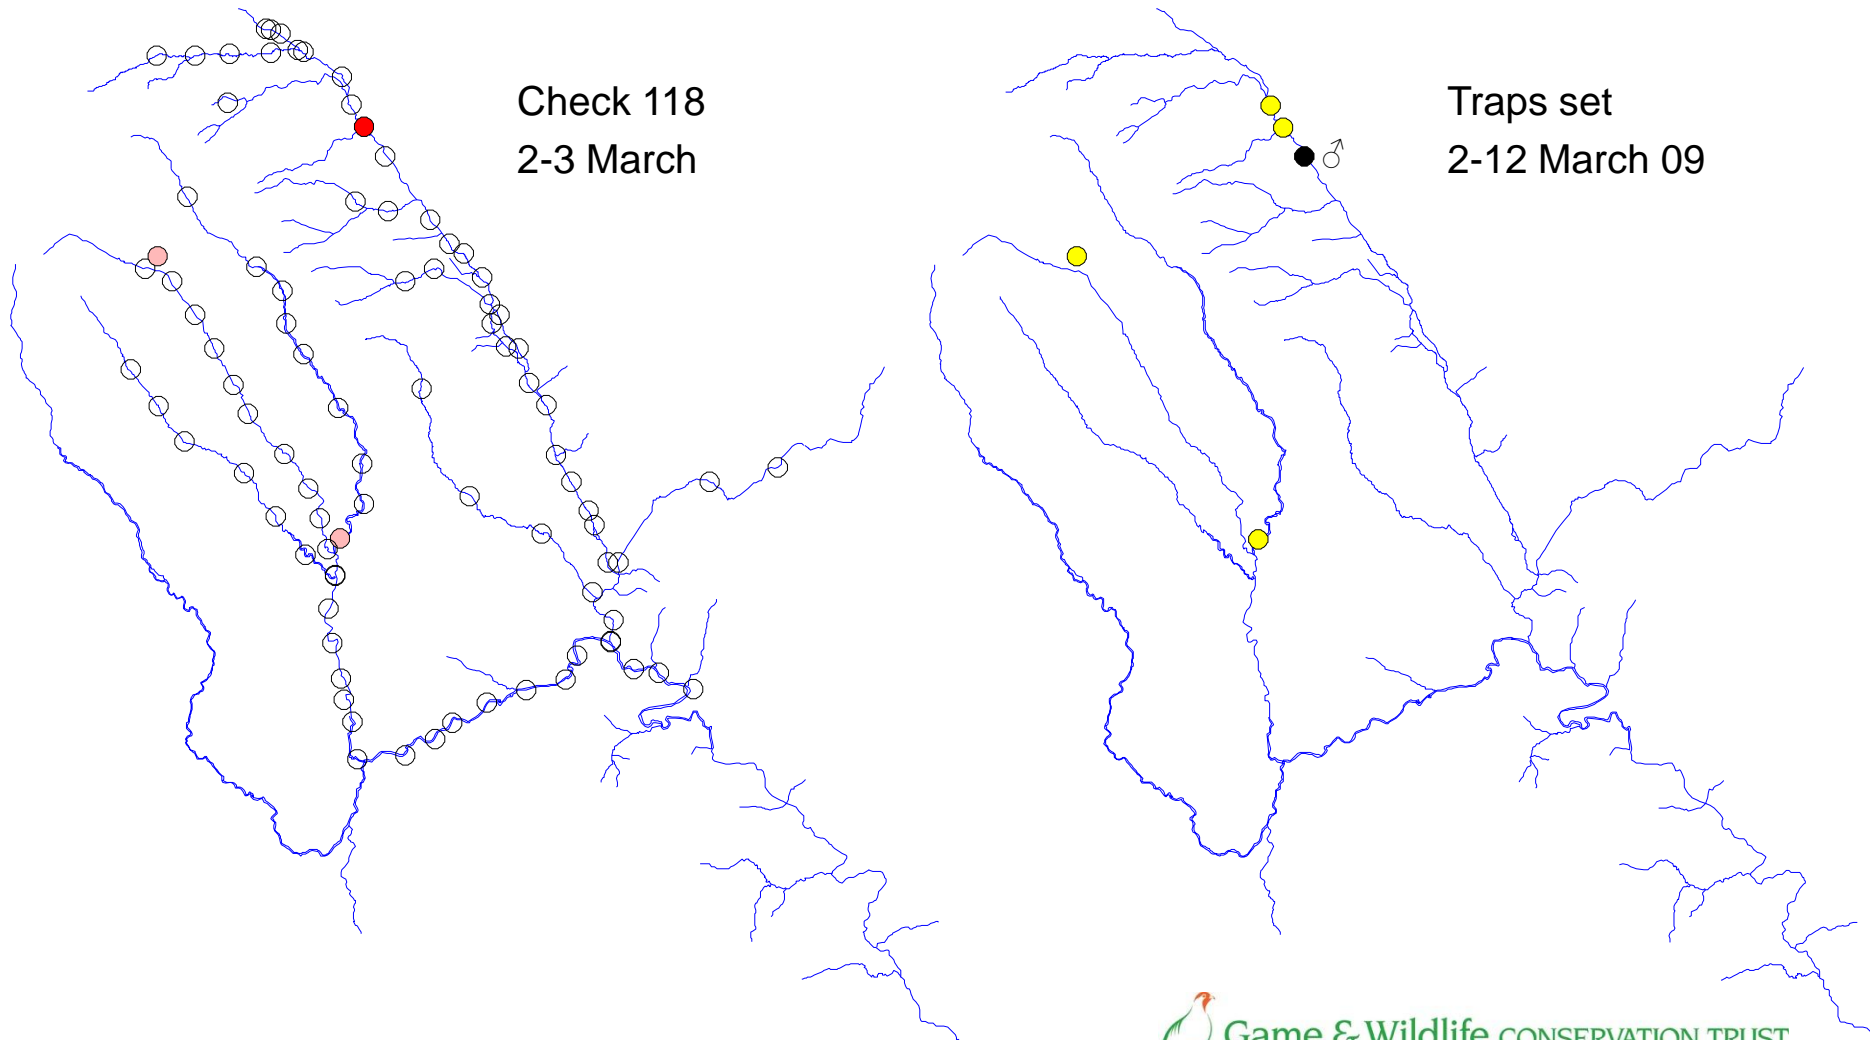 Check 118
2-3 March
Traps set
2-12 March 09
♂
Game & Wildlife CONSERVATION TRUST